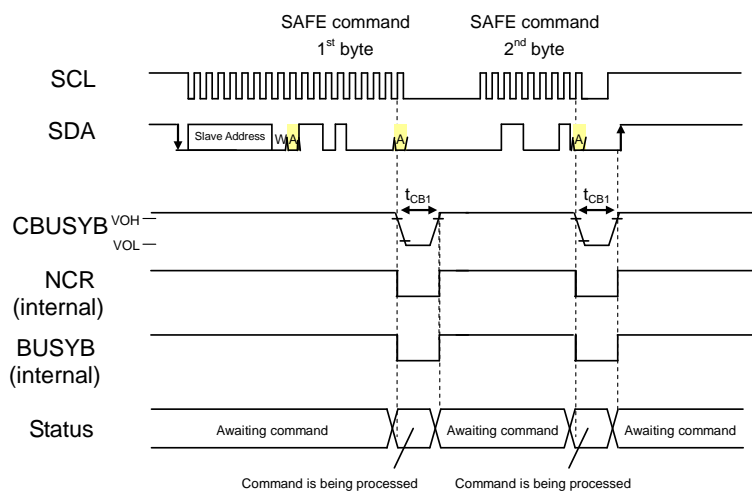 SAFE command
1st byte
SAFE command
2nd byte
SCL
SDA
Slave Address
W
A
A
A
tCB1
tCB1
CBUSYB
VOH
VOL
NCR
(internal)
BUSYB
(internal)
Status
Awaiting command
Awaiting command
Awaiting command
Command is being processed
Command is being processed